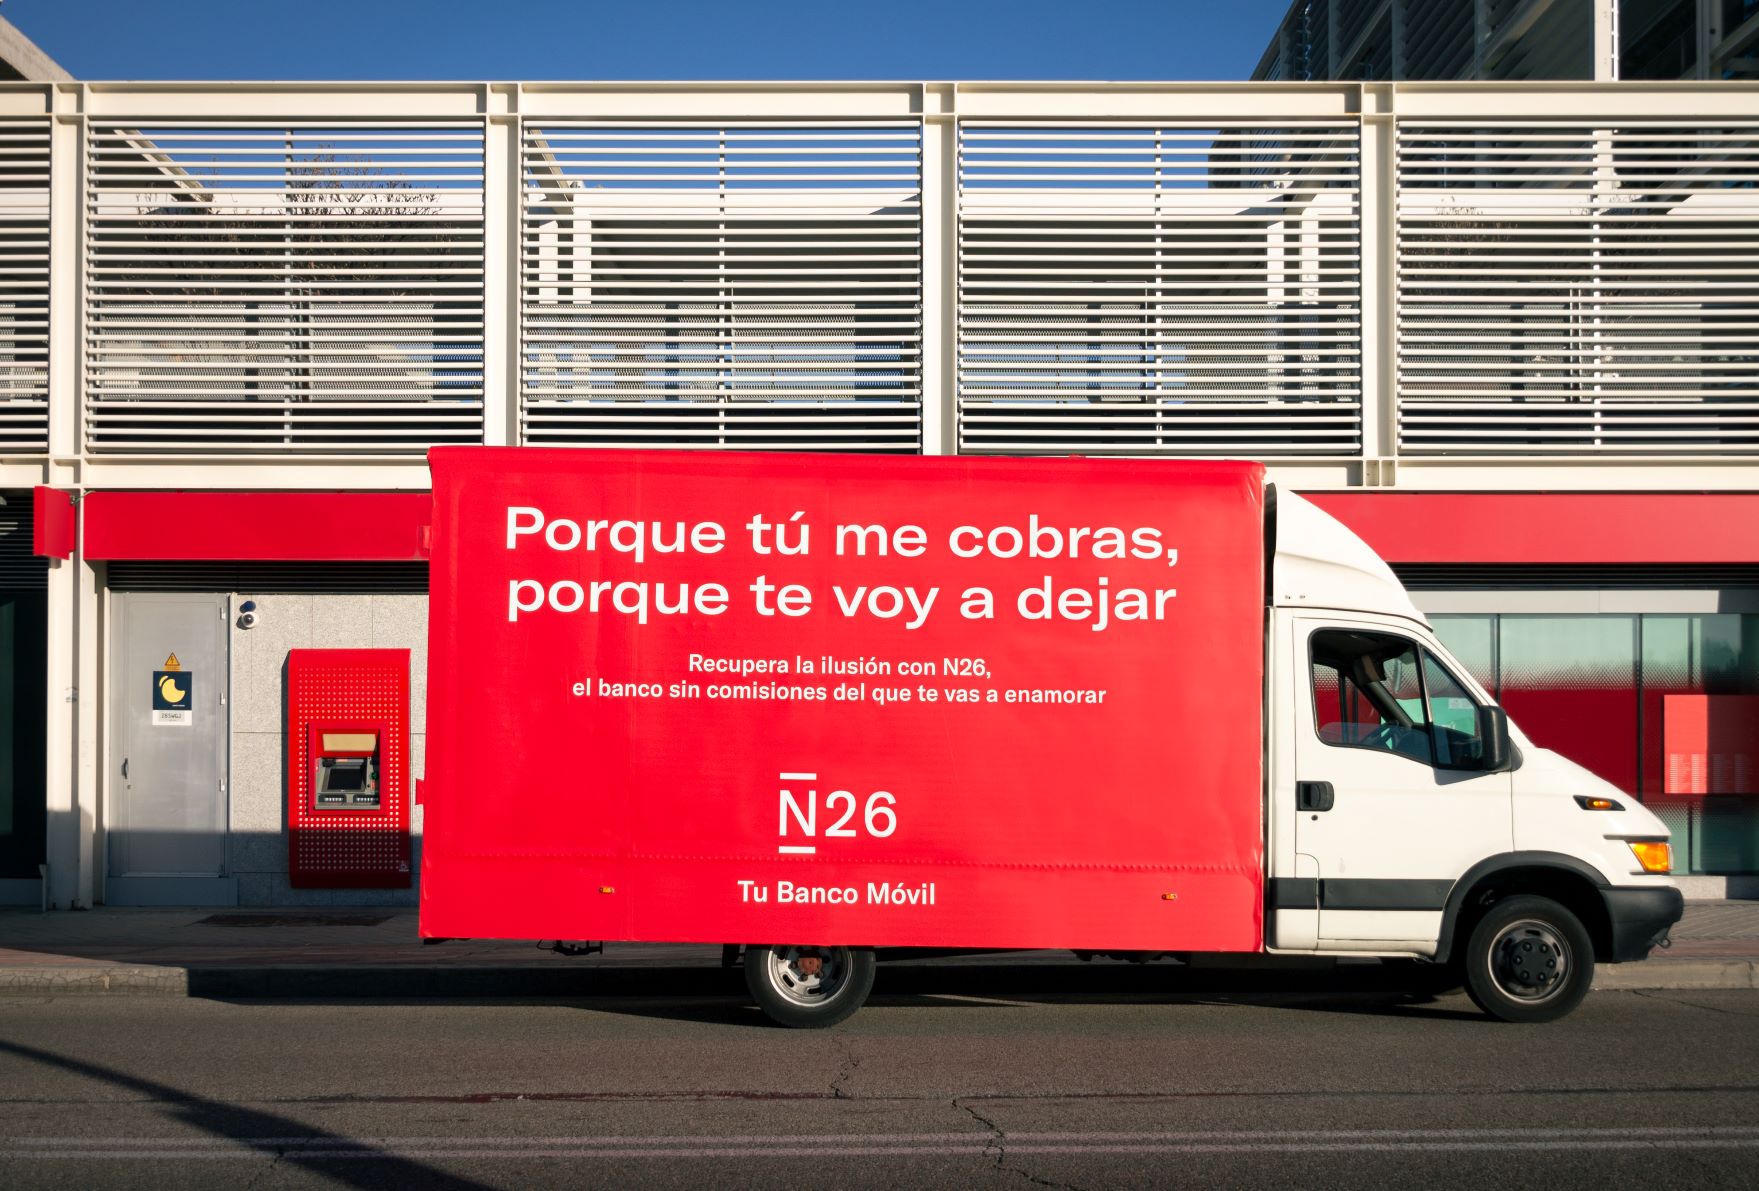 Porque tú me cobras,
porque te voy a dejar
Recupera la ilusión con N26,
el banco sin comisiones del que te vas a enamorar
N26
Tu Banco Móvil